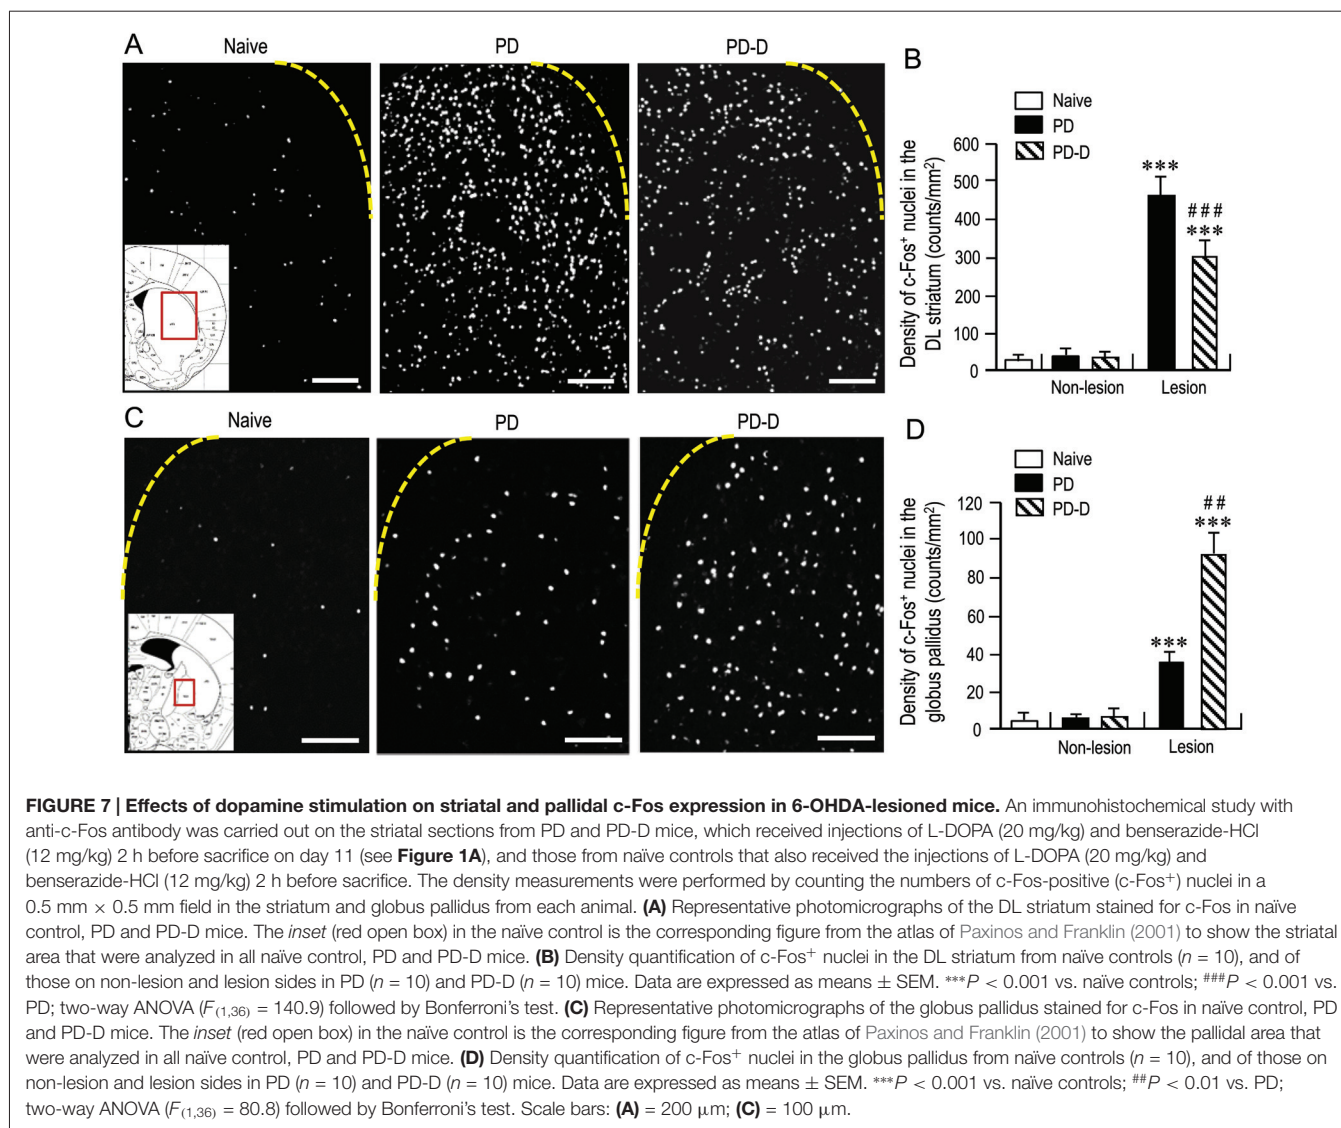 A
Naive
PD
PD-D
B
Naive
PD
PD-D
Density of c-Fos⁺ nuclei in the
DL striatum (counts/mm²)
600
500
400
300
200
100
0
***
###
***
Non-lesion
Lesion
C
Naive
PD
PD-D
D
Naive
PD
PD-D
Density of c-Fos⁺ nuclei in the
globus pallidus (counts/mm²)
120
100
80
60
40
20
0
***
##
***
Non-lesion
Lesion
FIGURE 7 | Effects of dopamine stimulation on striatal and pallidal c-Fos expression in 6-OHDA-lesioned mice. An immunohistochemical study with
anti-c-Fos antibody was carried out on the striatal sections from PD and PD-D mice, which received injections of L-DOPA (20 mg/kg) and benserazide-HCl
(12 mg/kg) 2 h before sacrifice on day 11 (see Figure 1A), and those from naïve controls that also received the injections of L-DOPA (20 mg/kg) and
benserazide-HCl (12 mg/kg) 2 h before sacrifice. The density measurements were performed by counting the numbers of c-Fos-positive (c-Fos⁺) nuclei in a
0.5 mm × 0.5 mm field in the striatum and globus pallidus from each animal. (A) Representative photomicrographs of the DL striatum stained for c-Fos in naïve
control, PD and PD-D mice. The inset (red open box) in the naïve control is the corresponding figure from the atlas of Paxinos and Franklin (2001) to show the striatal
area that were analyzed in all naïve control, PD and PD-D mice. (B) Density quantification of c-Fos⁺ nuclei in the DL striatum from naïve controls (n = 10), and of
those on non-lesion and lesion sides in PD (n = 10) and PD-D (n = 10) mice. Data are expressed as means ± SEM. ***P < 0.001 vs. naïve controls; ###P < 0.001 vs.
PD; two-way ANOVA (F(1,36) = 140.9) followed by Bonferroni's test. (C) Representative photomicrographs of the globus pallidus stained for c-Fos in naïve control, PD
and PD-D mice. The inset (red open box) in the naïve control is the corresponding figure from the atlas of Paxinos and Franklin (2001) to show the pallidal area that
were analyzed in all naïve control, PD and PD-D mice. (D) Density quantification of c-Fos⁺ nuclei in the globus pallidus from naïve controls (n = 10), and of those on
non-lesion and lesion sides in PD (n = 10) and PD-D (n = 10) mice. Data are expressed as means ± SEM. ***P < 0.001 vs. naïve controls; ##P < 0.01 vs. PD;
two-way ANOVA (F(1,36) = 80.8) followed by Bonferroni's test. Scale bars: (A) = 200 μm; (C) = 100 μm.